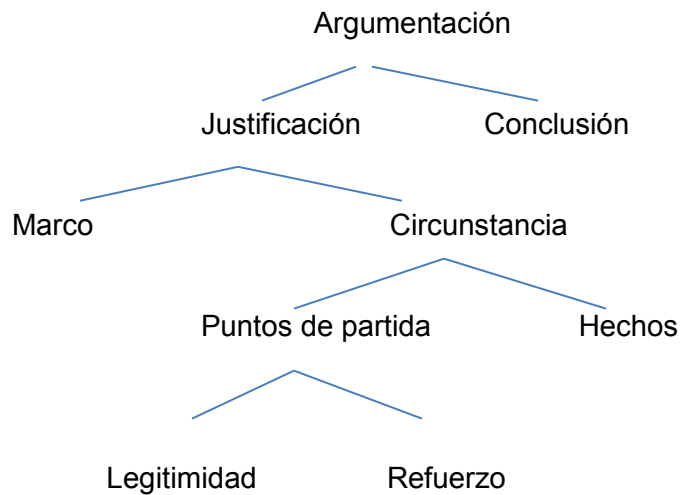 Argumentación
Justificación Conclusión
Marco Circunstancia
Puntos de partida Hechos
Legitimidad Refuerzo